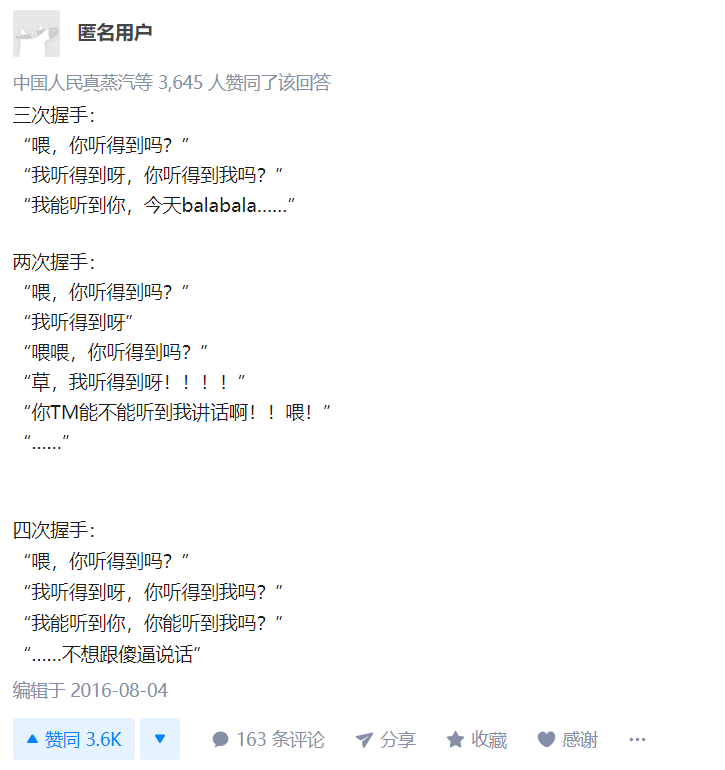 匿名用户
中国人民真蒸汽等 3,645 人赞同了该回答
三次握手：
“喂，你听得到吗？”
“我听得到呀，你听得到我吗？”
“我能听到你，今天balabala……”
两次握手：
“喂，你听得到吗？”
“我听得到呀”
“喂喂，你听得到吗？”
“草，我听得到呀！！！！”
“你TM能不能听到我讲话啊！！喂！”
“……”
四次握手：
“喂，你听得到吗？”
“我听得到呀，你听得到我吗？”
“我能听到你，你能听到我吗？”
“……不想跟傻逼说话”
编辑于 2016-08-04
赞同 3.6K 163 条评论 分享 收藏 感谢 ···